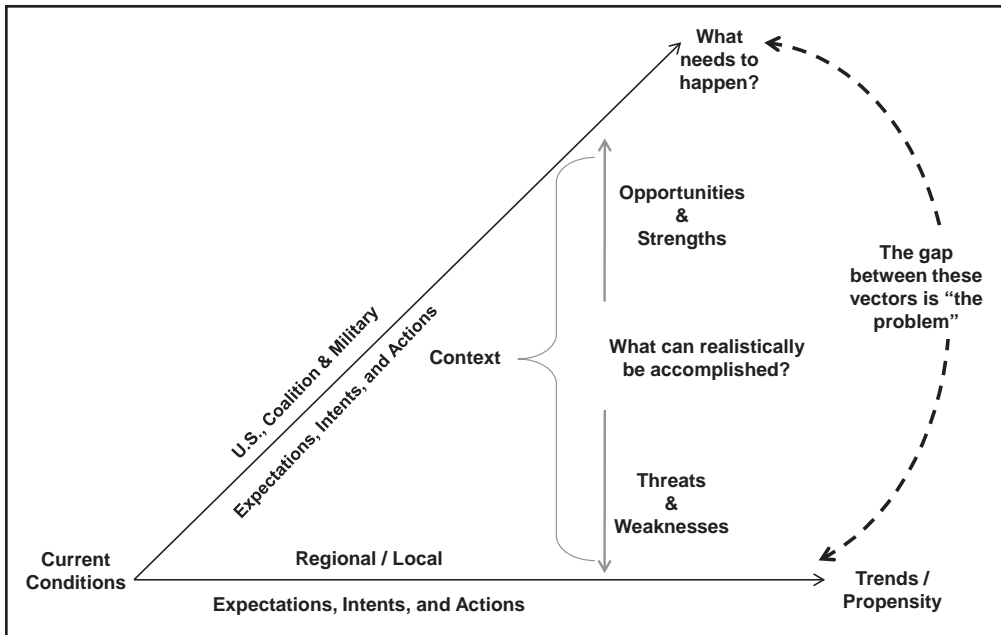 What
needs to
happen?
Opportunities
&
Strengths
The gap
between these
vectors is “the
problem”
U.S., Coalition & Military
Expectations, Intents, and Actions
Context
What can realistically
be accomplished?
Threats
&
Weaknesses
Current
Conditions
Regional / Local
Expectations, Intents, and Actions
Trends /
Propensity